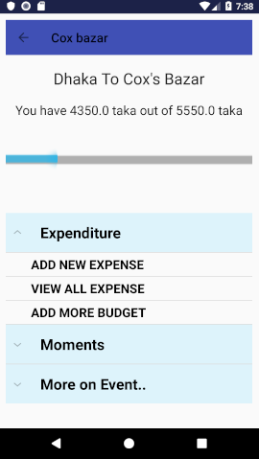 7:38
Cox bazar
Dhaka To Cox's Bazar
You have 4350.0 taka out of 5550.0 taka
Expenditure
ADD NEW EXPENSE
VIEW ALL EXPENSE
ADD MORE BUDGET
Moments
More on Event..